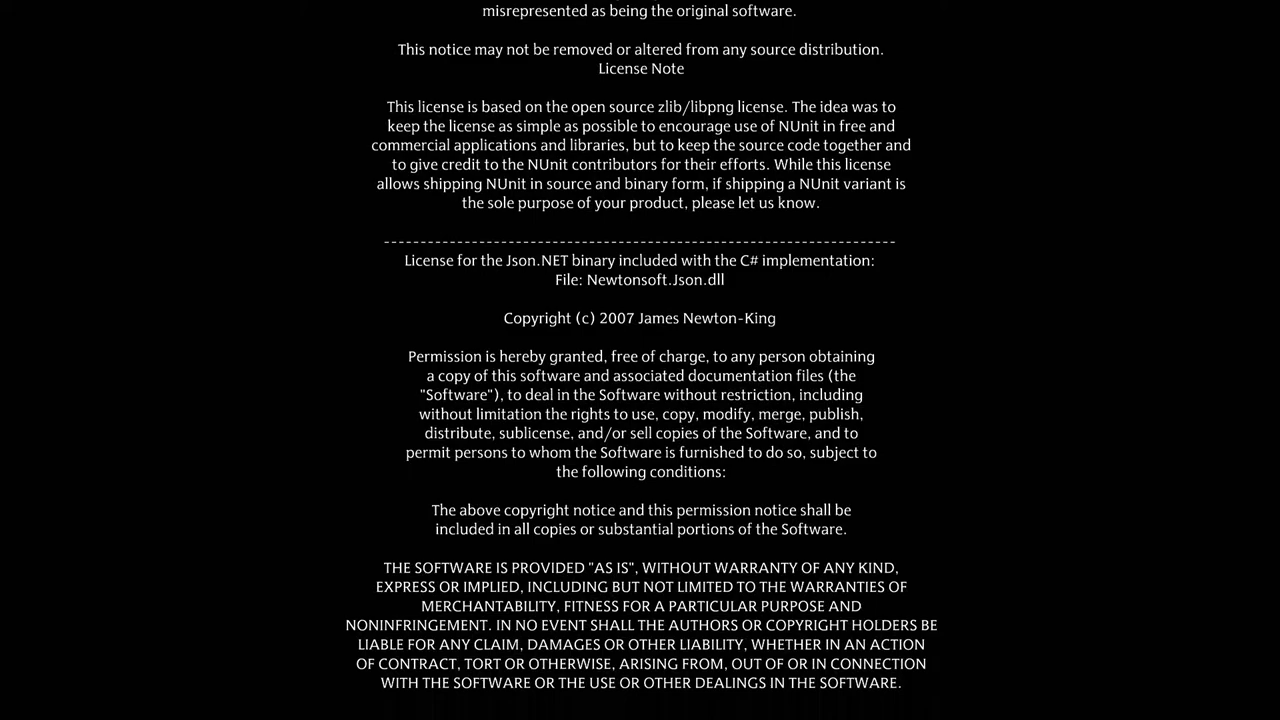 misrepresented as being the original software.
This notice may not be removed or altered from any source distribution.
License Note
This license is based on the open source zlib/libpng license. The idea was to
keep the license as simple as possible to encourage use of NUnit in free and
commercial applications and libraries, but to keep the source code together and
to give credit to the NUnit contributors for their efforts. While this license
allows shipping NUnit in source and binary form, if shipping a NUnit variant is
the sole purpose of your product, please let us know.
----------------------------------------------------------------------
License for the Json.NET binary included with the C# implementation:
File: Newtonsoft.Json.dll
Copyright (c) 2007 James Newton-King
Permission is hereby granted, free of charge, to any person obtaining
a copy of this software and associated documentation files (the
"Software"), to deal in the Software without restriction, including
without limitation the rights to use, copy, modify, merge, publish,
distribute, sublicense, and/or sell copies of the Software, and to
permit persons to whom the Software is furnished to do so, subject to
the following conditions:
The above copyright notice and this permission notice shall be
included in all copies or substantial portions of the Software.
THE SOFTWARE IS PROVIDED "AS IS", WITHOUT WARRANTY OF ANY KIND,
EXPRESS OR IMPLIED, INCLUDING BUT NOT LIMITED TO THE WARRANTIES OF
MERCHANTABILITY, FITNESS FOR A PARTICULAR PURPOSE AND
NONINFRINGEMENT. IN NO EVENT SHALL THE AUTHORS OR COPYRIGHT HOLDERS BE
LIABLE FOR ANY CLAIM, DAMAGES OR OTHER LIABILITY, WHETHER IN AN ACTION
OF CONTRACT, TORT OR OTHERWISE, ARISING FROM, OUT OF OR IN CONNECTION
WITH THE SOFTWARE OR THE USE OR OTHER DEALINGS IN THE SOFTWARE.